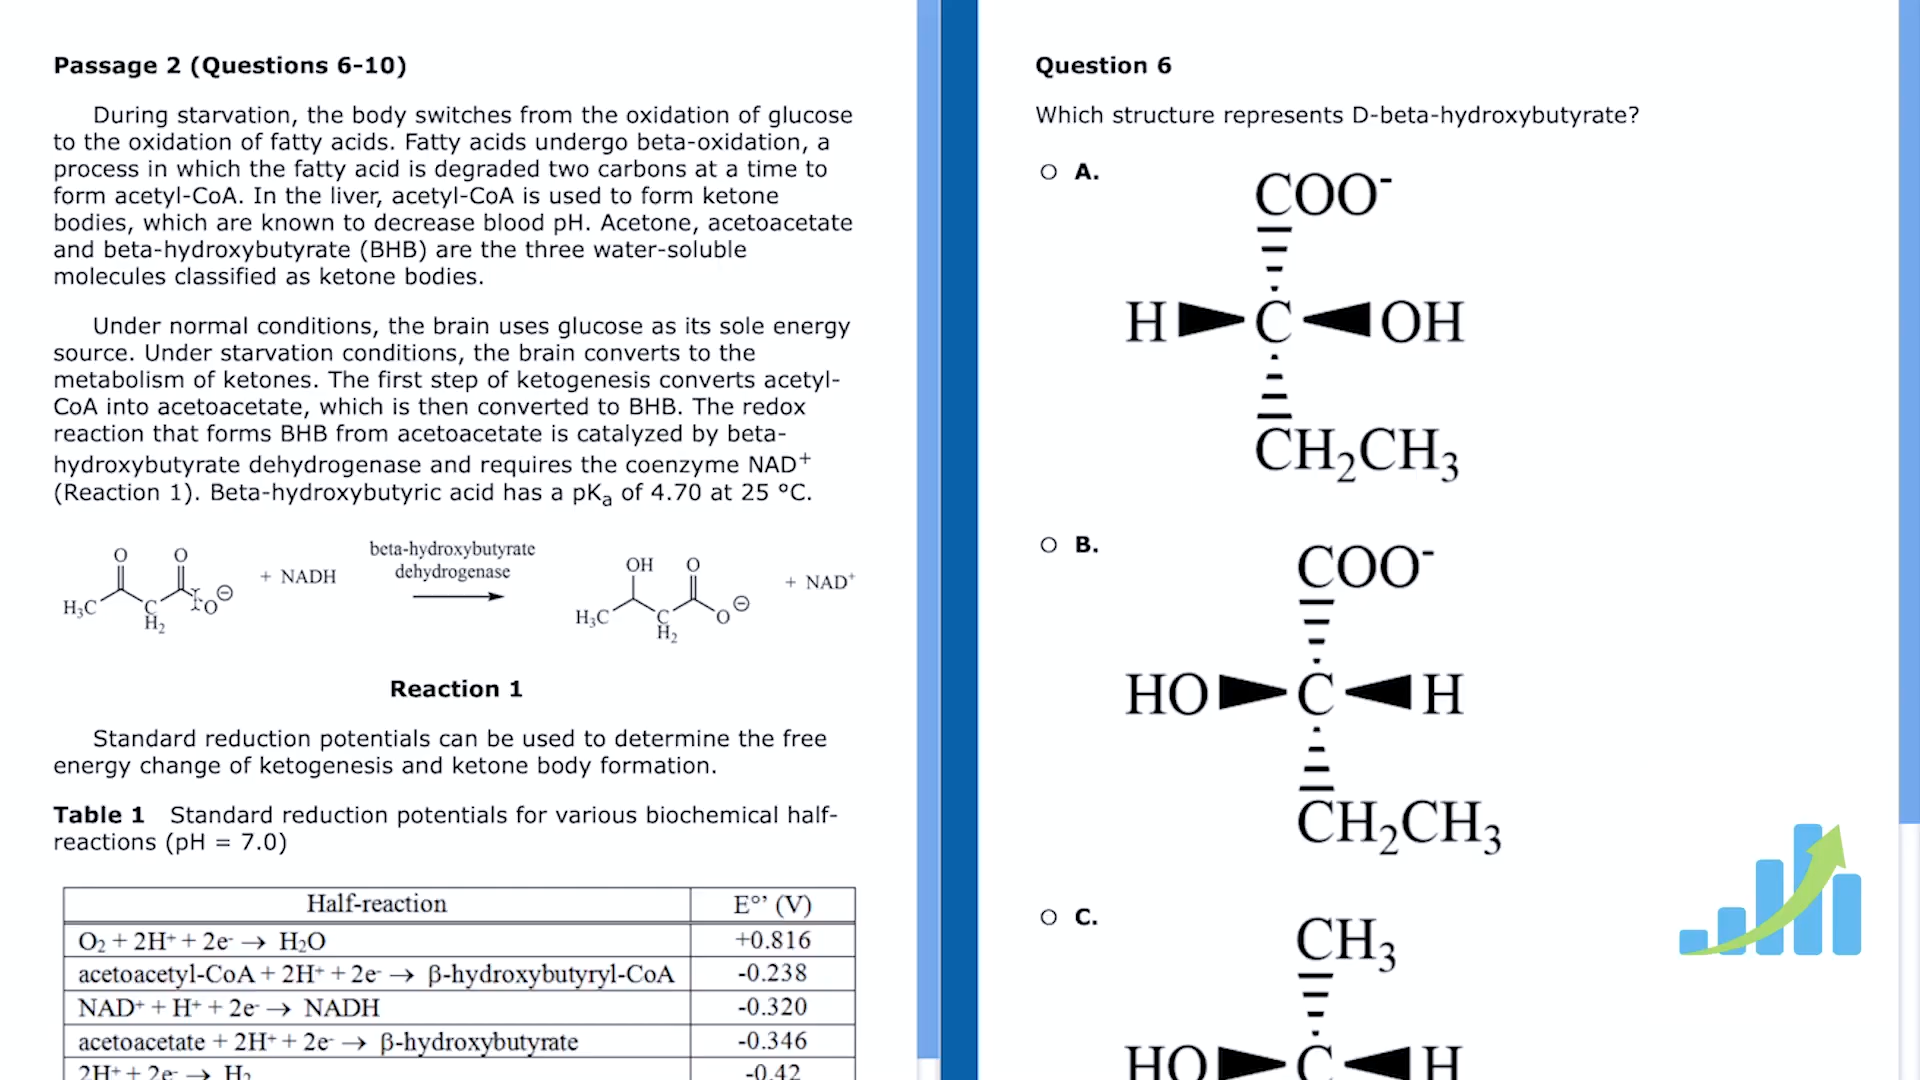 Passage 2 (Questions 6-10)
During starvation, the body switches from the oxidation of glucose
to the oxidation of fatty acids. Fatty acids undergo beta-oxidation, a
process in which the fatty acid is degraded two carbons at a time to
form acetyl-CoA. In the liver, acetyl-CoA is used to form ketone
bodies, which are known to decrease blood pH. Acetone, acetoacetate
and beta-hydroxybutyrate (BHB) are the three water-soluble
molecules classified as ketone bodies.
Under normal conditions, the brain uses glucose as its sole energy
source. Under starvation conditions, the brain converts to the
metabolism of ketones. The first step of ketogenesis converts acetyl-
CoA into acetoacetate, which is then converted to BHB. The redox
reaction that forms BHB from acetoacetate is catalyzed by beta-
hydroxybutyrate dehydrogenase and requires the coenzyme NAD⁺
(Reaction 1). Beta-hydroxybutyric acid has a pKₐ of 4.70 at 25 °C.
O O
H₃C C O ⊖
H₂
+ NADH
beta-hydroxybutyrate
dehydrogenase
OH O
H₃C C O ⊖
H₂
+ NAD⁺
Reaction 1
Standard reduction potentials can be used to determine the free
energy change of ketogenesis and ketone body formation.
Table 1 Standard reduction potentials for various biochemical half-
reactions (pH = 7.0)
Half-reaction E°’ (V)
O₂ + 2H⁺ + 2e⁻ → H₂O +0.816
acetoacetyl-CoA + 2H⁺ + 2e⁻ → β-hydroxybutyryl-CoA -0.238
NAD⁺ + H⁺ + 2e⁻ → NADH -0.320
acetoacetate + 2H⁺ + 2e⁻ → β-hydroxybutyrate -0.346
2H⁺ + 2e⁻ → H₂ -0.42
Question 6
Which structure represents D-beta-hydroxybutyrate?
A.
COO⁻
H C OH
CH₂CH₃
B.
COO⁻
HO C H
CH₂CH₃
C.
CH₃
HO C H